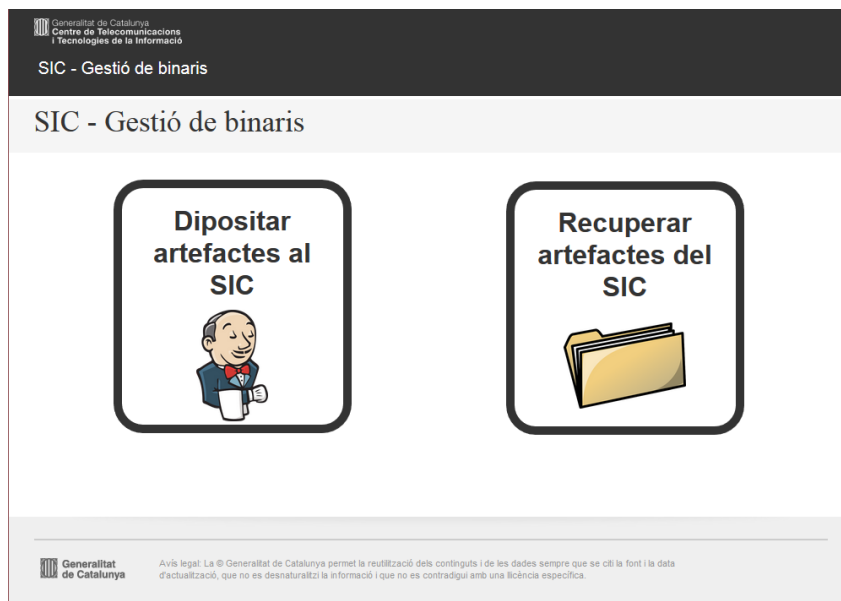 Generalitat de Catalunya
Centre de Telecomunicacions
i Tecnologies de la Informació
SIC - Gestió de binaris
SIC - Gestió de binaris
Dipositar
artefactes al
SIC
Recuperar
artefactes del
SIC
Generalitat
de Catalunya
Avís legal: La © Generalitat de Catalunya permet la reutilització dels continguts i de les dades sempre que se citi la font i la data
d'actualització, que no es desnaturalitzi la informació i que no es contradigui amb una llicència específica.